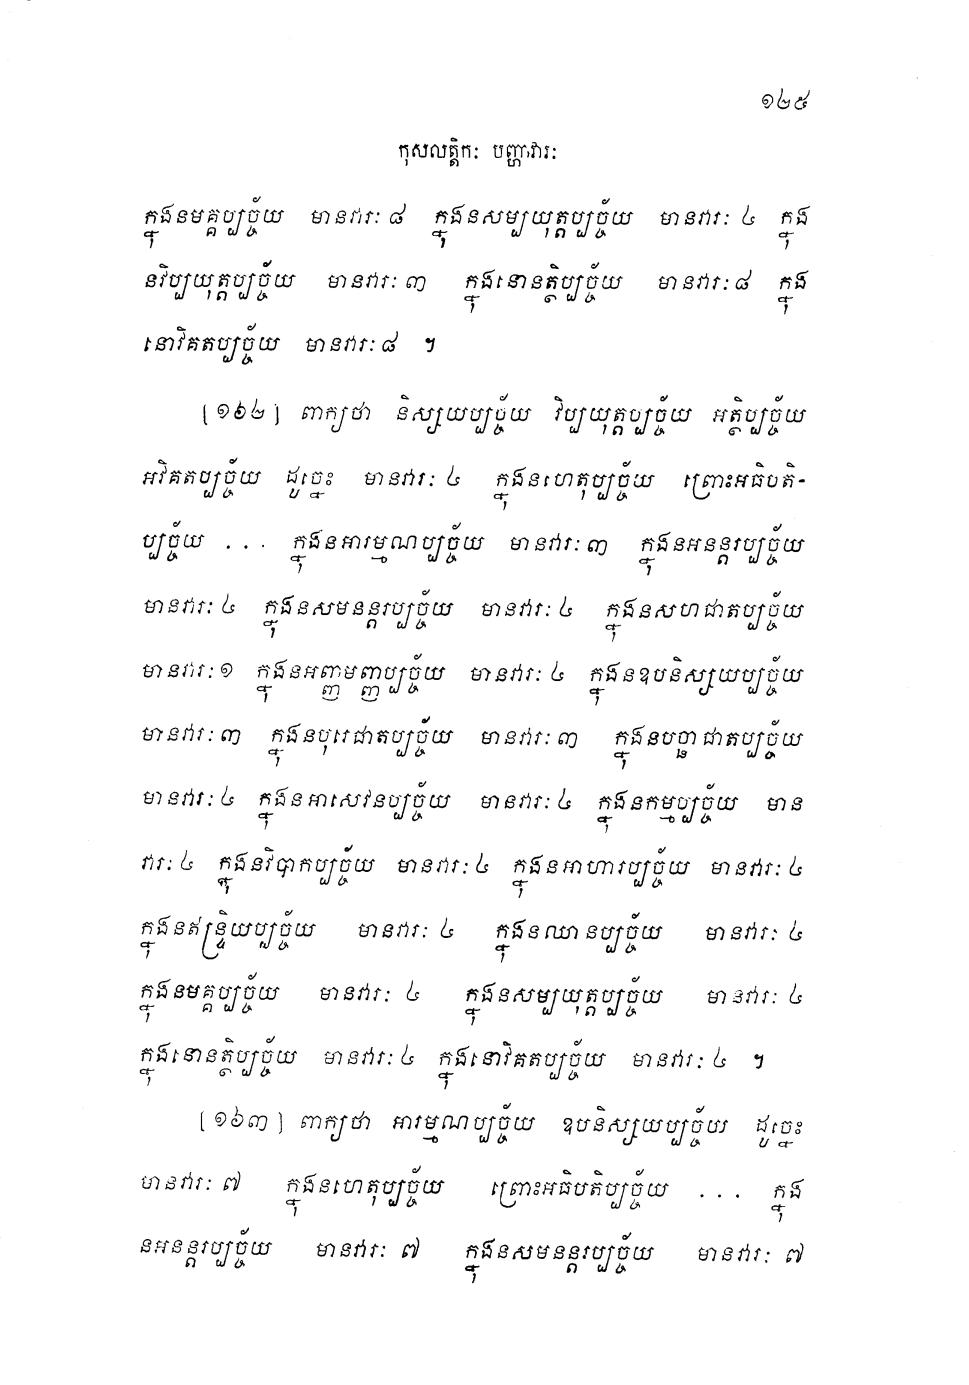 ១២៥
កុសលត្តិកៈ បញ្ហាវារៈ
ក្នុងនមគ្គប្បច្ច័យ មានវារៈ ៨ ក្នុងនសម្បយុត្តប្បច្ច័យ មានវារៈ ៤ ក្នុង
នវិប្បយុត្តប្បច្ច័យ មានវារៈ ៣ ក្នុងនោនត្ថិប្បច្ច័យ មានវារៈ ៨ ក្នុង
នោវិគតប្បច្ច័យ មានវារៈ ៨ ។
[១៦២] ពាក្យថា និស្សយប្បច្ច័យ វិប្បយុត្តប្បច្ច័យ អត្ថិប្បច្ច័យ
អវិគតប្បច្ច័យ ដូច្នេះ មានវារៈ ៤ ក្នុងនហេតុប្បច្ច័យ ព្រោះអធិបតិ-
ប្បច្ច័យ ... ក្នុងនអារម្មណប្បច្ច័យ មានវារៈ ៣ ក្នុងនអនន្តរប្បច្ច័យ
មានវារៈ ៤ ក្នុងនសមនន្តរប្បច្ច័យ មានវារៈ ៤ ក្នុងនសហជាតប្បច្ច័យ
មានវារៈ ១ ក្នុងនអញ្ញមញ្ញប្បច្ច័យ មានវារៈ ៤ ក្នុងនឧបនិស្សយប្បច្ច័យ
មានវារៈ ៣ ក្នុងនបុរេជាតប្បច្ច័យ មានវារៈ ៣ ក្នុងនបច្ឆាជាតប្បច្ច័យ
មានវារៈ ៤ ក្នុងនអាសេវនប្បច្ច័យ មានវារៈ ៤ ក្នុងនកម្មប្បច្ច័យ មាន
វារៈ ៤ ក្នុងនវិបាកប្បច្ច័យ មានវារៈ ៤ ក្នុងនអាហារប្បច្ច័យ មានវារៈ ៤
ក្នុងនឥន្ទ្រិយប្បច្ច័យ មានវារៈ ៤ ក្នុងនឈានប្បច្ច័យ មានវារៈ ៤
ក្នុងនមគ្គប្បច្ច័យ មានវារៈ ៤ ក្នុងនសម្បយុត្តប្បច្ច័យ មានវារៈ ៤
ក្នុងនោនត្ថិប្បច្ច័យ មានវារៈ ៤ ក្នុងនោវិគតប្បច្ច័យ មានវារៈ ៤ ។
[១៦៣] ពាក្យថា អារម្មណប្បច្ច័យ ឧបនិស្សយប្បច្ច័យ ដូច្នេះ
មានវារៈ ៧ ក្នុងនហេតុប្បច្ច័យ ព្រោះអធិបតិប្បច្ច័យ ... ក្នុង
នអនន្តរប្បច្ច័យ មានវារៈ ៧ ក្នុងនសមនន្តរប្បច្ច័យ មានវារៈ ៧